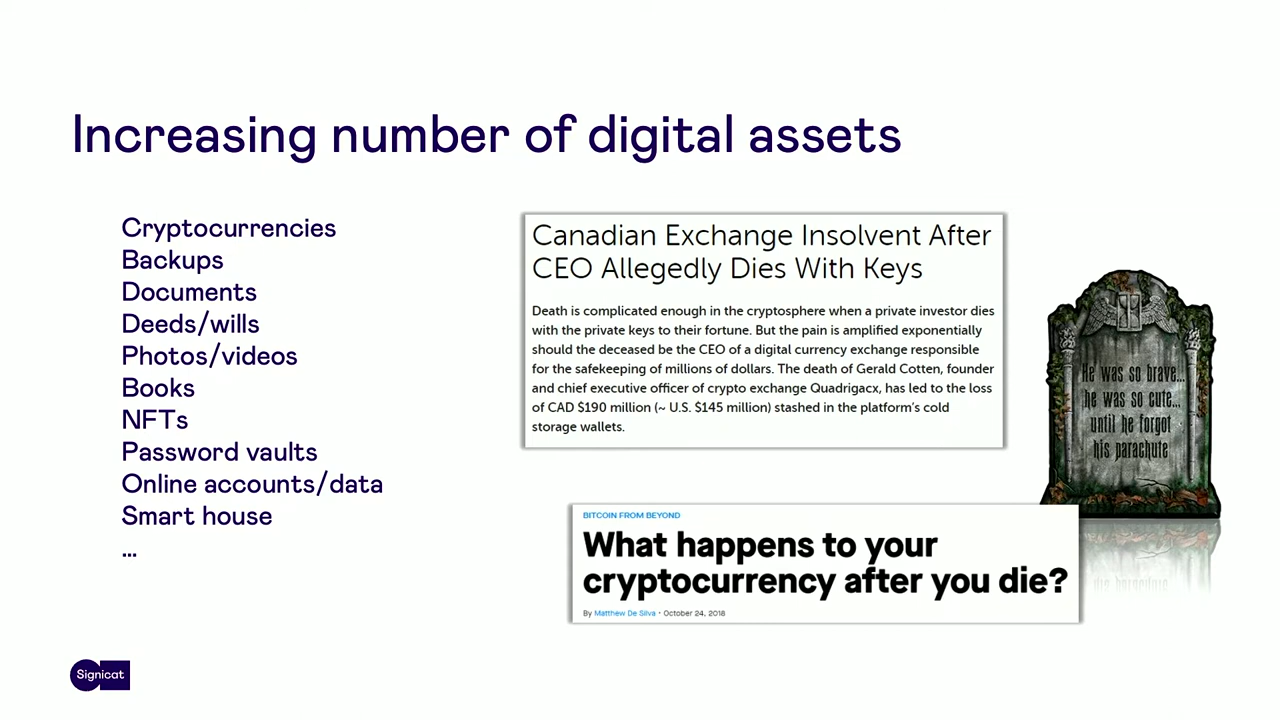 Increasing number of digital assets
Cryptocurrencies
Backups
Documents
Deeds/wills
Photos/videos
Books
NFTs
Password vaults
Online accounts/data
Smart house
...
Canadian Exchange Insolvent After
CEO Allegedly Dies With Keys
Death is complicated enough in the cryptosphere when a private investor dies
with the private keys to their fortune. But the pain is amplified exponentially
should the deceased be the CEO of a digital currency exchange responsible
for the safekeeping of millions of dollars. The death of Gerald Cotten, founder
and chief executive officer of crypto exchange Quadrigacx, has led to the loss
of CAD $190 million (~ U.S. $145 million) stashed in the platform's cold
storage wallets.
He was so brave...
he was so cute...
until he forgot
his parachute
BITCOIN FROM BEYOND
What happens to your
cryptocurrency after you die?
By Matthew De Silva • October 24, 2018
Signicat